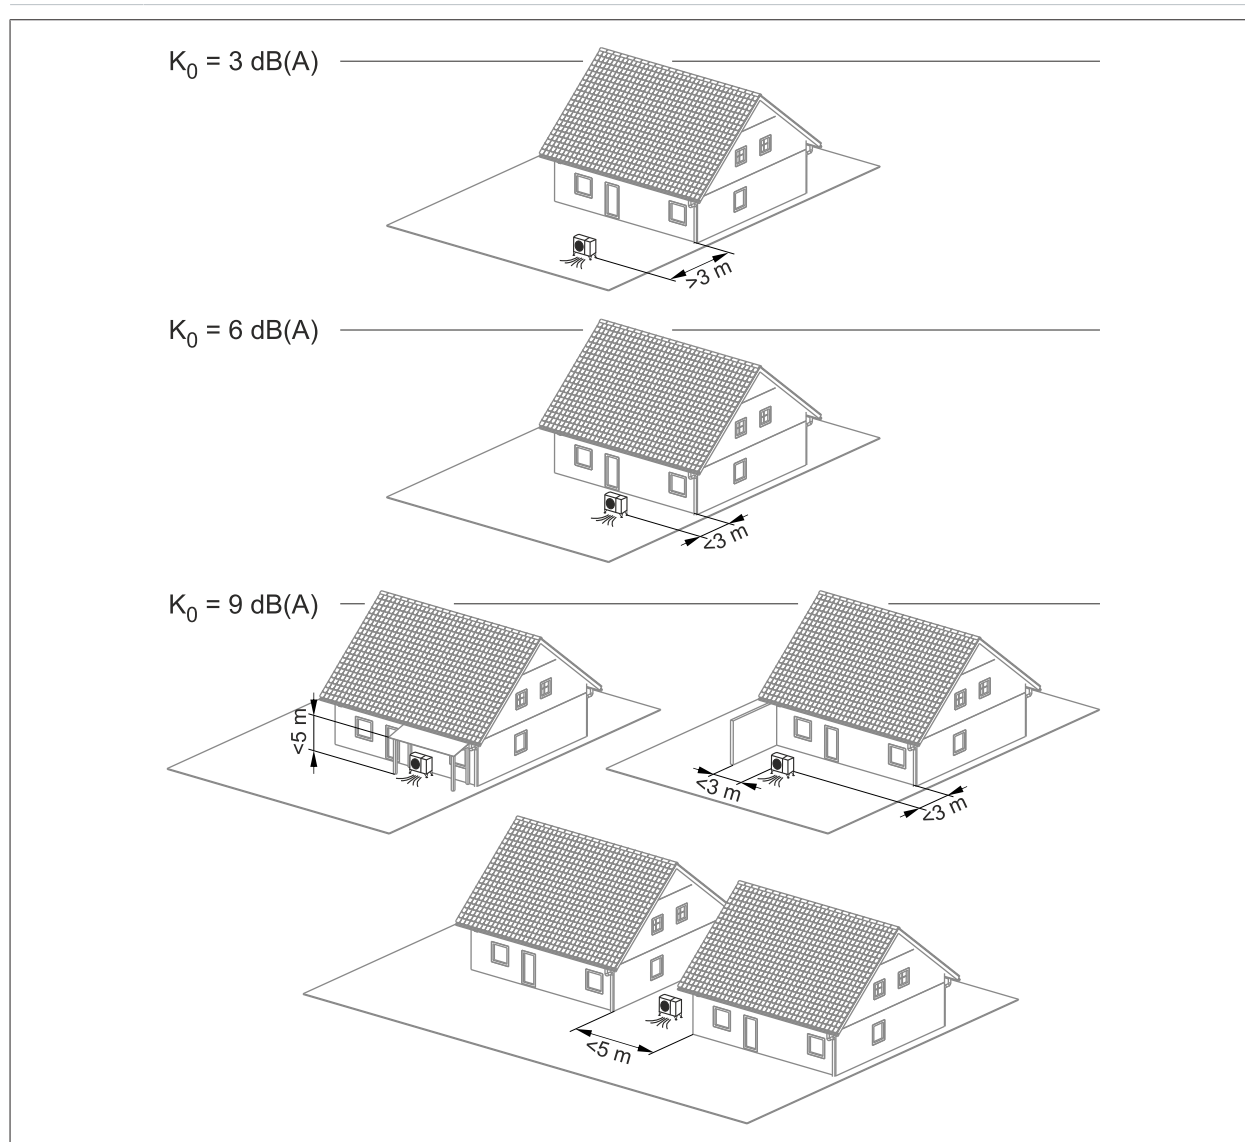 K₀ = 3 dB(A)
>3 m
K₀ = 6 dB(A)
<3 m
K₀ = 9 dB(A)
<5 m
<3 m
<3 m
<5 m